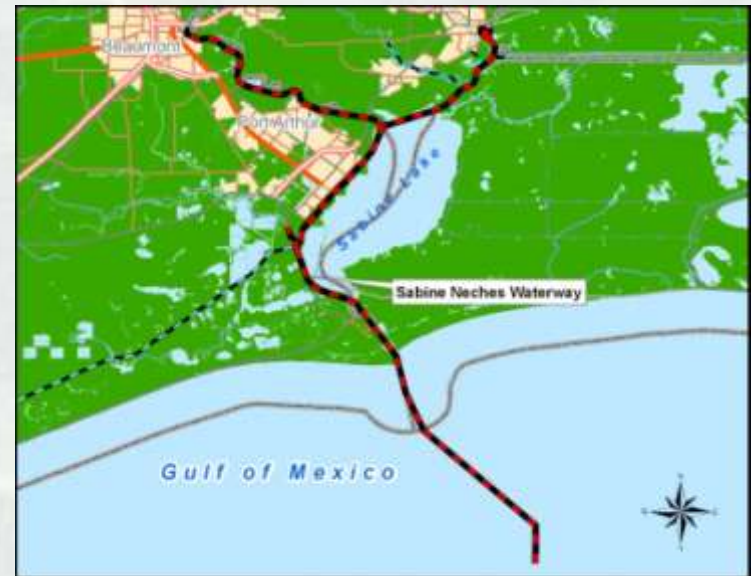 Beaumont
Port Arthur
Sabine Lake
Sabine Neches Waterway
Gulf of Mexico